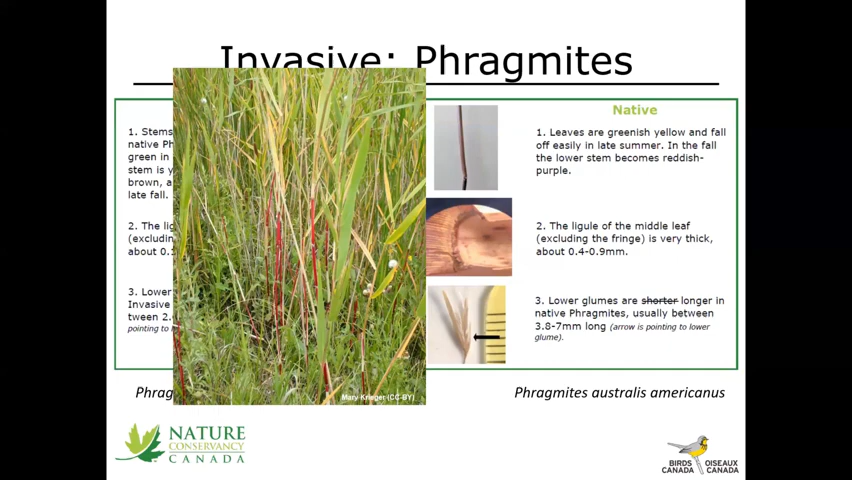 Invasive: Phragmites
1. Stems
native Ph
green in
stem is y
brown, a
late fall.
2. The lig
(excludin
about 0.
3. Lower
Invasive
tween 2.
pointing to
Phrag
Mary Krieger (CC-BY)
Native
1. Leaves are greenish yellow and fall
off easily in late summer. In the fall
the lower stem becomes reddish-
purple.
2. The ligule of the middle leaf
(excluding the fringe) is very thick,
about 0.4-0.9mm.
3. Lower glumes are shorter longer in
native Phragmites, usually between
3.8-7mm long (arrow is pointing to lower
glume).
Phragmites australis americanus
NATURE
CONSERVANCY
CANADA
BIRDS OISEAUX
CANADA CANADA